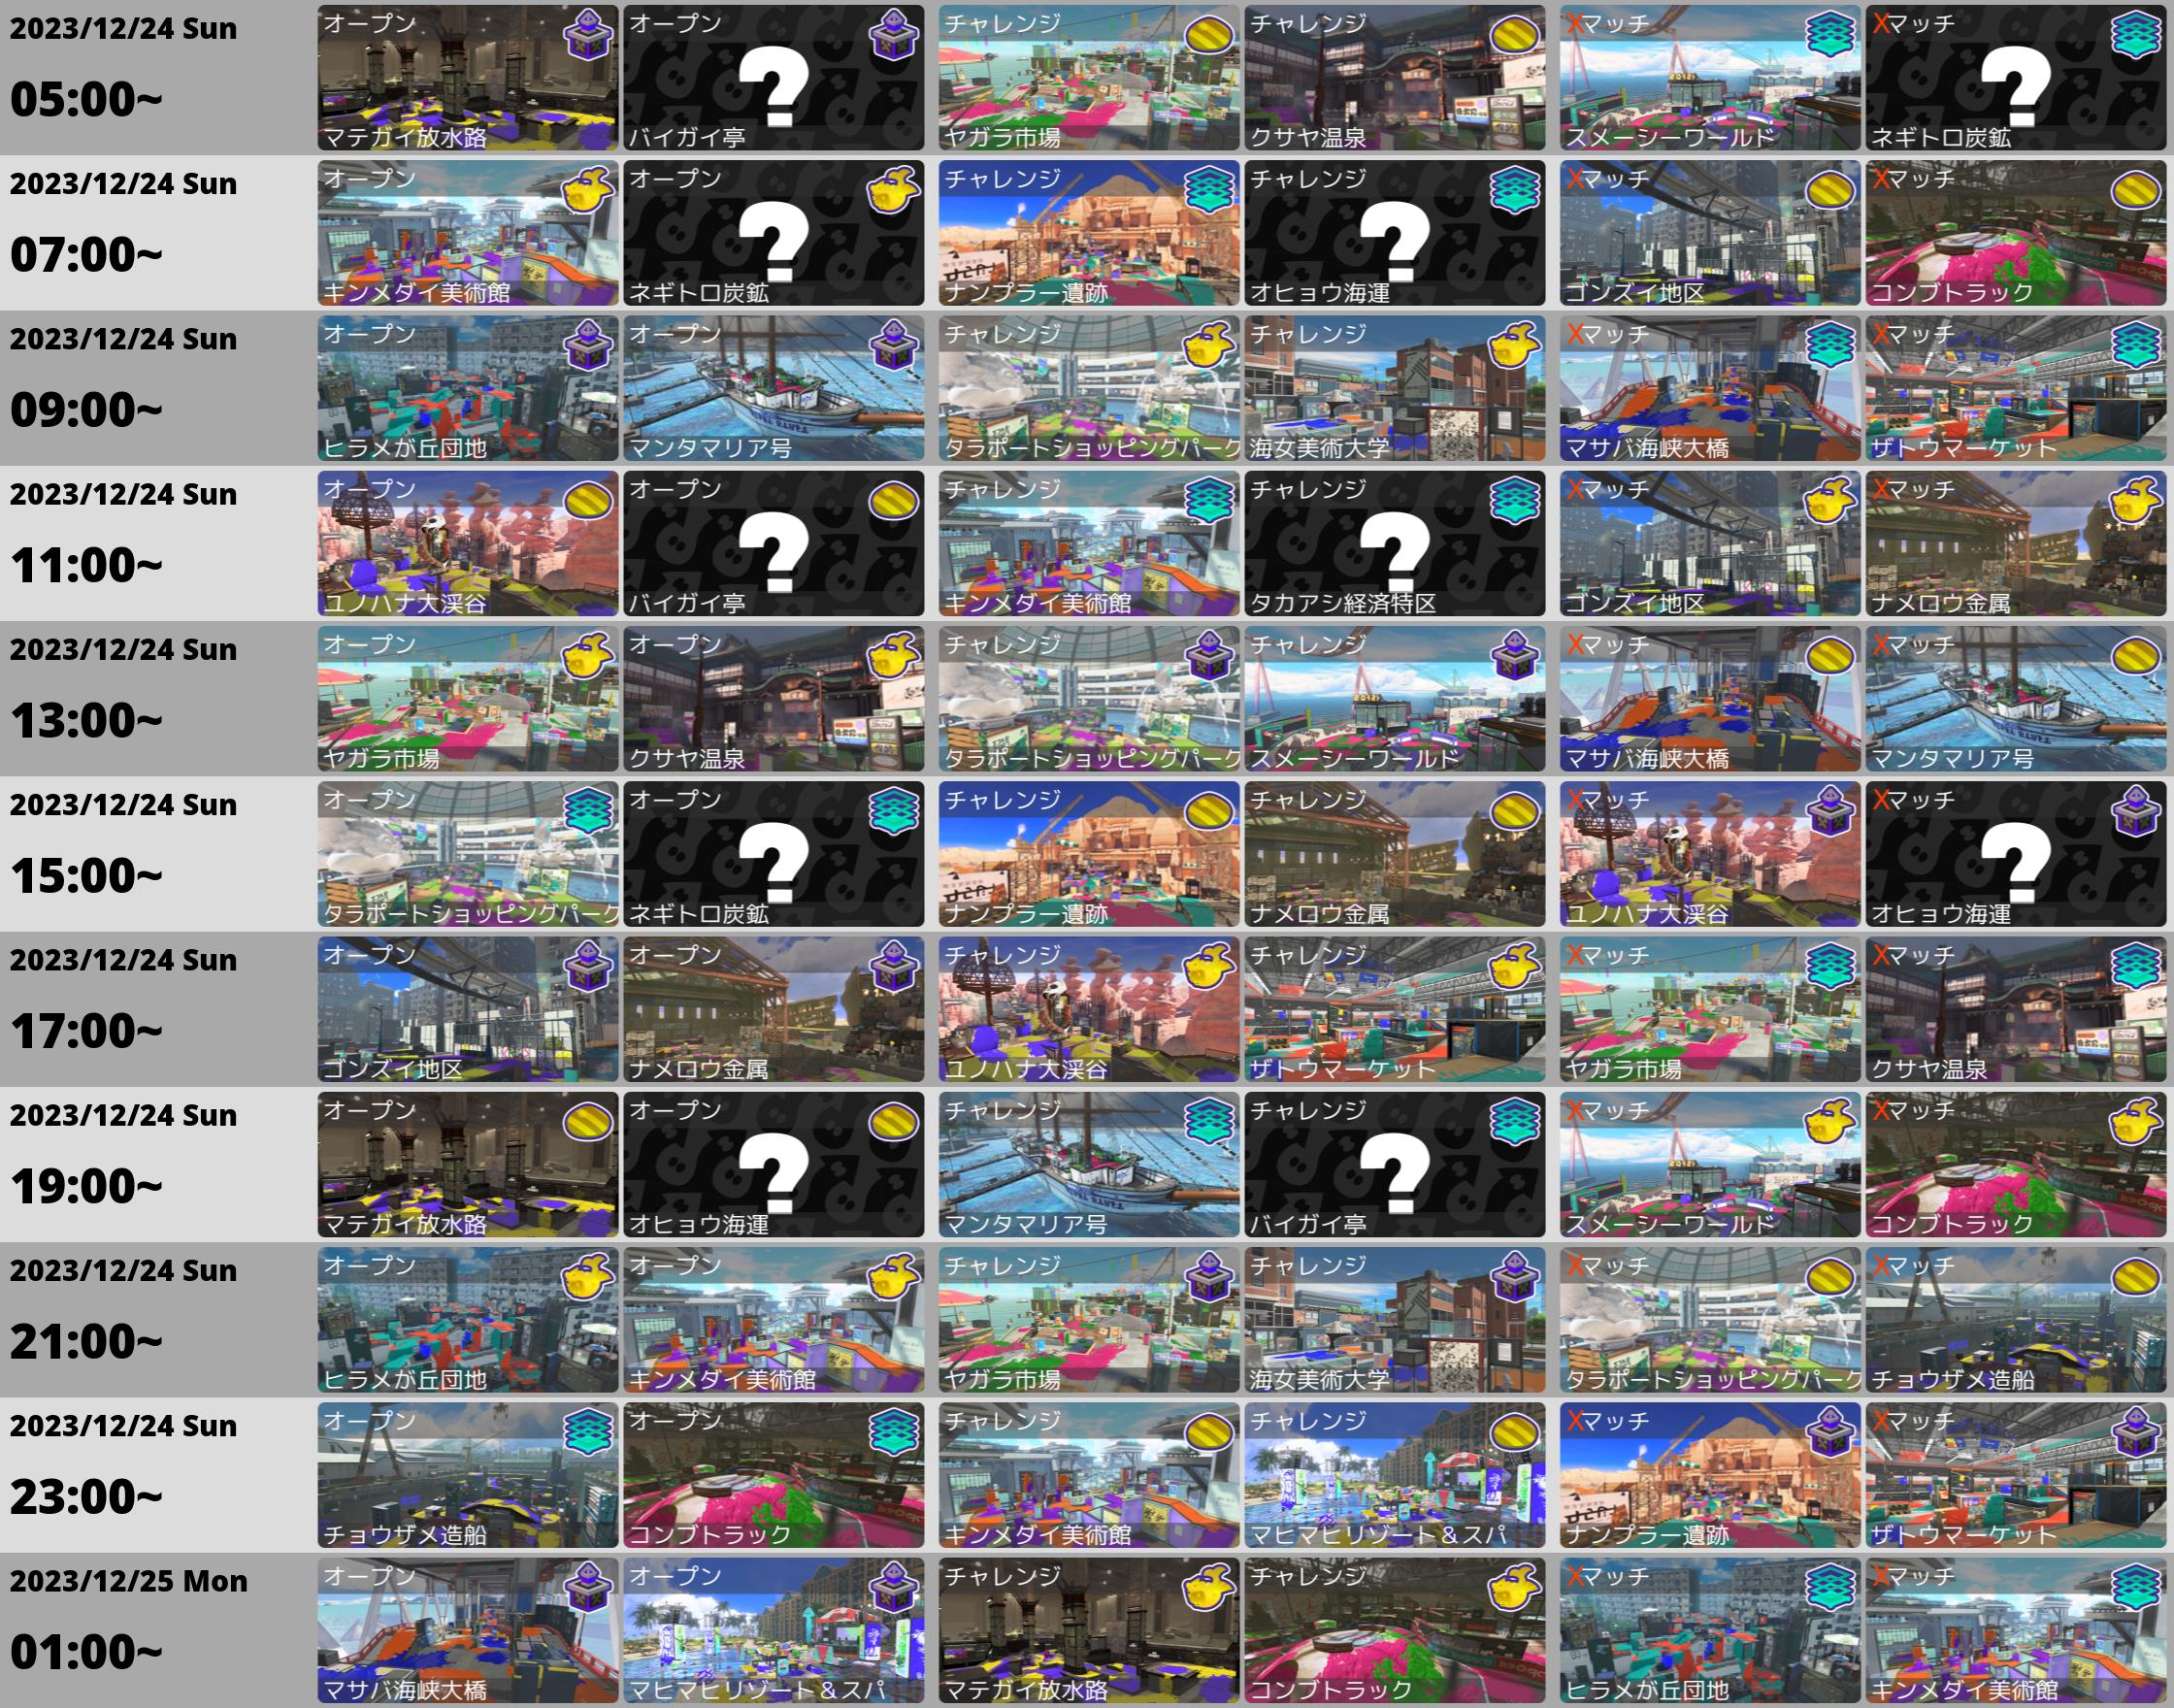 2023/12/24 Sun
05:00~
オープン
マテガイ放水路
オープン
バイガイ亭
チャレンジ
ヤガラ市場
チャレンジ
クサヤ温泉
Xマッチ
スメーシーワールド
Xマッチ
ネギトロ炭鉱
2023/12/24 Sun
07:00~
オープン
キンメダイ美術館
オープン
ネギトロ炭鉱
チャレンジ
ナンプラー遺跡
チャレンジ
オヒョウ海運
Xマッチ
ゴンズイ地区
Xマッチ
コンブトラック
2023/12/24 Sun
09:00~
オープン
ヒラメが丘団地
オープン
マンタマリア号
チャレンジ
タラポートショッピングパーク
チャレンジ
海女美術大学
Xマッチ
マサバ海峡大橋
Xマッチ
ザトウマーケット
2023/12/24 Sun
11:00~
オープン
ユノハナ大渓谷
オープン
バイガイ亭
チャレンジ
キンメダイ美術館
チャレンジ
タカアシ経済特区
Xマッチ
ゴンズイ地区
Xマッチ
ナメロウ金属
2023/12/24 Sun
13:00~
オープン
ヤガラ市場
オープン
クサヤ温泉
チャレンジ
タラポートショッピングパーク
チャレンジ
スメーシーワールド
Xマッチ
マサバ海峡大橋
Xマッチ
マンタマリア号
2023/12/24 Sun
15:00~
オープン
タラポートショッピングパーク
オープン
ネギトロ炭鉱
チャレンジ
ナンプラー遺跡
チャレンジ
ナメロウ金属
Xマッチ
ユノハナ大渓谷
Xマッチ
オヒョウ海運
2023/12/24 Sun
17:00~
オープン
ゴンズイ地区
オープン
ナメロウ金属
チャレンジ
ユノハナ大渓谷
チャレンジ
ザトウマーケット
Xマッチ
ヤガラ市場
Xマッチ
クサヤ温泉
2023/12/24 Sun
19:00~
オープン
マテガイ放水路
オープン
オヒョウ海運
チャレンジ
マンタマリア号
チャレンジ
バイガイ亭
Xマッチ
スメーシーワールド
Xマッチ
コンブトラック
2023/12/24 Sun
21:00~
オープン
ヒラメが丘団地
オープン
キンメダイ美術館
チャレンジ
ヤガラ市場
チャレンジ
海女美術大学
Xマッチ
タラポートショッピングパーク
Xマッチ
チョウザメ造船
2023/12/24 Sun
23:00~
オープン
チョウザメ造船
オープン
コンブトラック
チャレンジ
キンメダイ美術館
チャレンジ
マヒマヒリゾート＆スパ
Xマッチ
ナンプラー遺跡
Xマッチ
ザトウマーケット
2023/12/25 Mon
01:00~
オープン
マサバ海峡大橋
オープン
マヒマヒリゾート＆スパ
チャレンジ
マテガイ放水路
チャレンジ
コンブトラック
Xマッチ
ヒラメが丘団地
Xマッチ
キンメダイ美術館